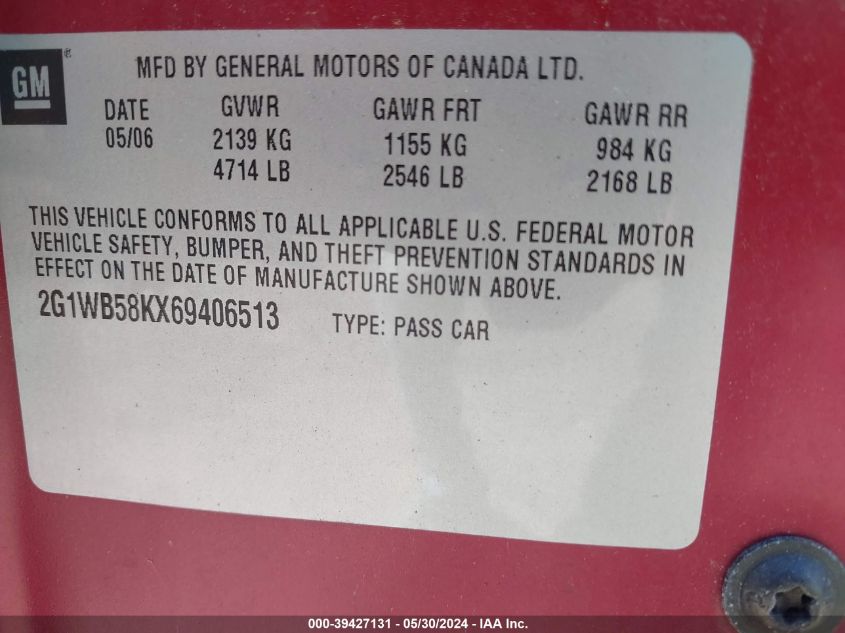 GM®
MFD BY GENERAL MOTORS OF CANADA LTD.
DATE GVWR GAWR FRT GAWR RR
05/06 2139 KG 1155 KG 984 KG
4714 LB 2546 LB 2168 LB
THIS VEHICLE CONFORMS TO ALL APPLICABLE U.S. FEDERAL MOTOR
VEHICLE SAFETY, BUMPER, AND THEFT PREVENTION STANDARDS IN
EFFECT ON THE DATE OF MANUFACTURE SHOWN ABOVE.
2G1WB58KX69406513 TYPE: PASS CAR
000-39427131 - 05/30/2024 - IAA Inc.